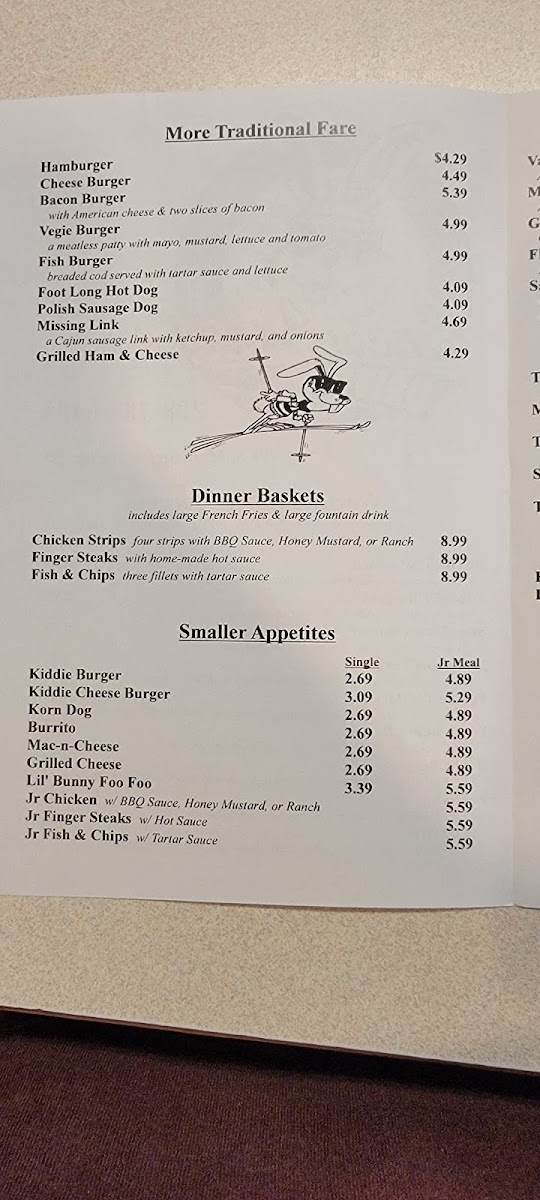 More Traditional Fare
Hamburger $4.29
Cheese Burger 4.49
Bacon Burger 5.39
with American cheese & two slices of bacon
Vegie Burger 4.99
a meatless patty with mayo, mustard, lettuce and tomato
Fish Burger 4.99
breaded cod served with tartar sauce and lettuce
Foot Long Hot Dog 4.09
Polish Sausage Dog 4.09
Missing Link 4.69
a Cajun sausage link with ketchup, mustard, and onions
Grilled Ham & Cheese 4.29
Dinner Baskets
includes large French Fries & large fountain drink
Chicken Strips four strips with BBQ Sauce, Honey Mustard, or Ranch 8.99
Finger Steaks with home-made hot sauce 8.99
Fish & Chips three fillets with tartar sauce 8.99
Smaller Appetites
Single Jr Meal
Kiddie Burger 2.69 4.89
Kiddie Cheese Burger 3.09 5.29
Korn Dog 2.69 4.89
Burrito 2.69 4.89
Mac-n-Cheese 2.69 4.89
Grilled Cheese 2.69 4.89
Lil' Bunny Foo Foo 3.39 5.59
Jr Chicken w/ BBQ Sauce, Honey Mustard, or Ranch 5.59
Jr Finger Steaks w/ Hot Sauce 5.59
Jr Fish & Chips w/ Tartar Sauce 5.59